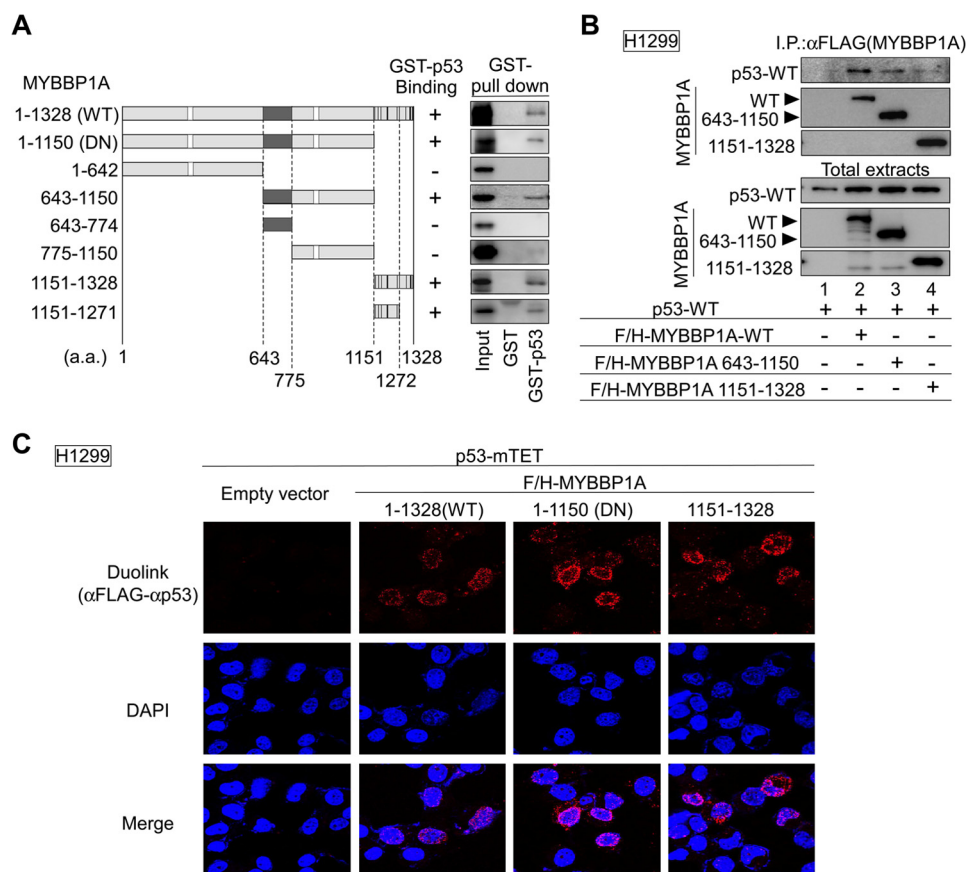 A
MYBBP1A
GST-p53
Binding
GST-
pull down
1-1328 (WT) +
1-1150 (DN) +
1-642 -
643-1150 +
643-774 -
775-1150 -
1151-1328 +
1151-1271 +
(a.a.) 1 643 1151 1328
775 1272
Input
GST
GST-p53
B
H1299
I.P.:αFLAG(MYBBP1A)
p53-WT
MYBBP1A
WT
643-1150
1151-1328
Total extracts
p53-WT
MYBBP1A
WT
643-1150
1151-1328
1 2 3 4
p53-WT + + + +
F/H-MYBBP1A-WT - + - -
F/H-MYBBP1A 643-1150 - - + -
F/H-MYBBP1A 1151-1328 - - - +
C
H1299
p53-mTET
Empty vector
F/H-MYBBP1A
1-1328(WT) 1-1150 (DN) 1151-1328
Duolink
(αFLAG-αp53)
DAPI
Merge